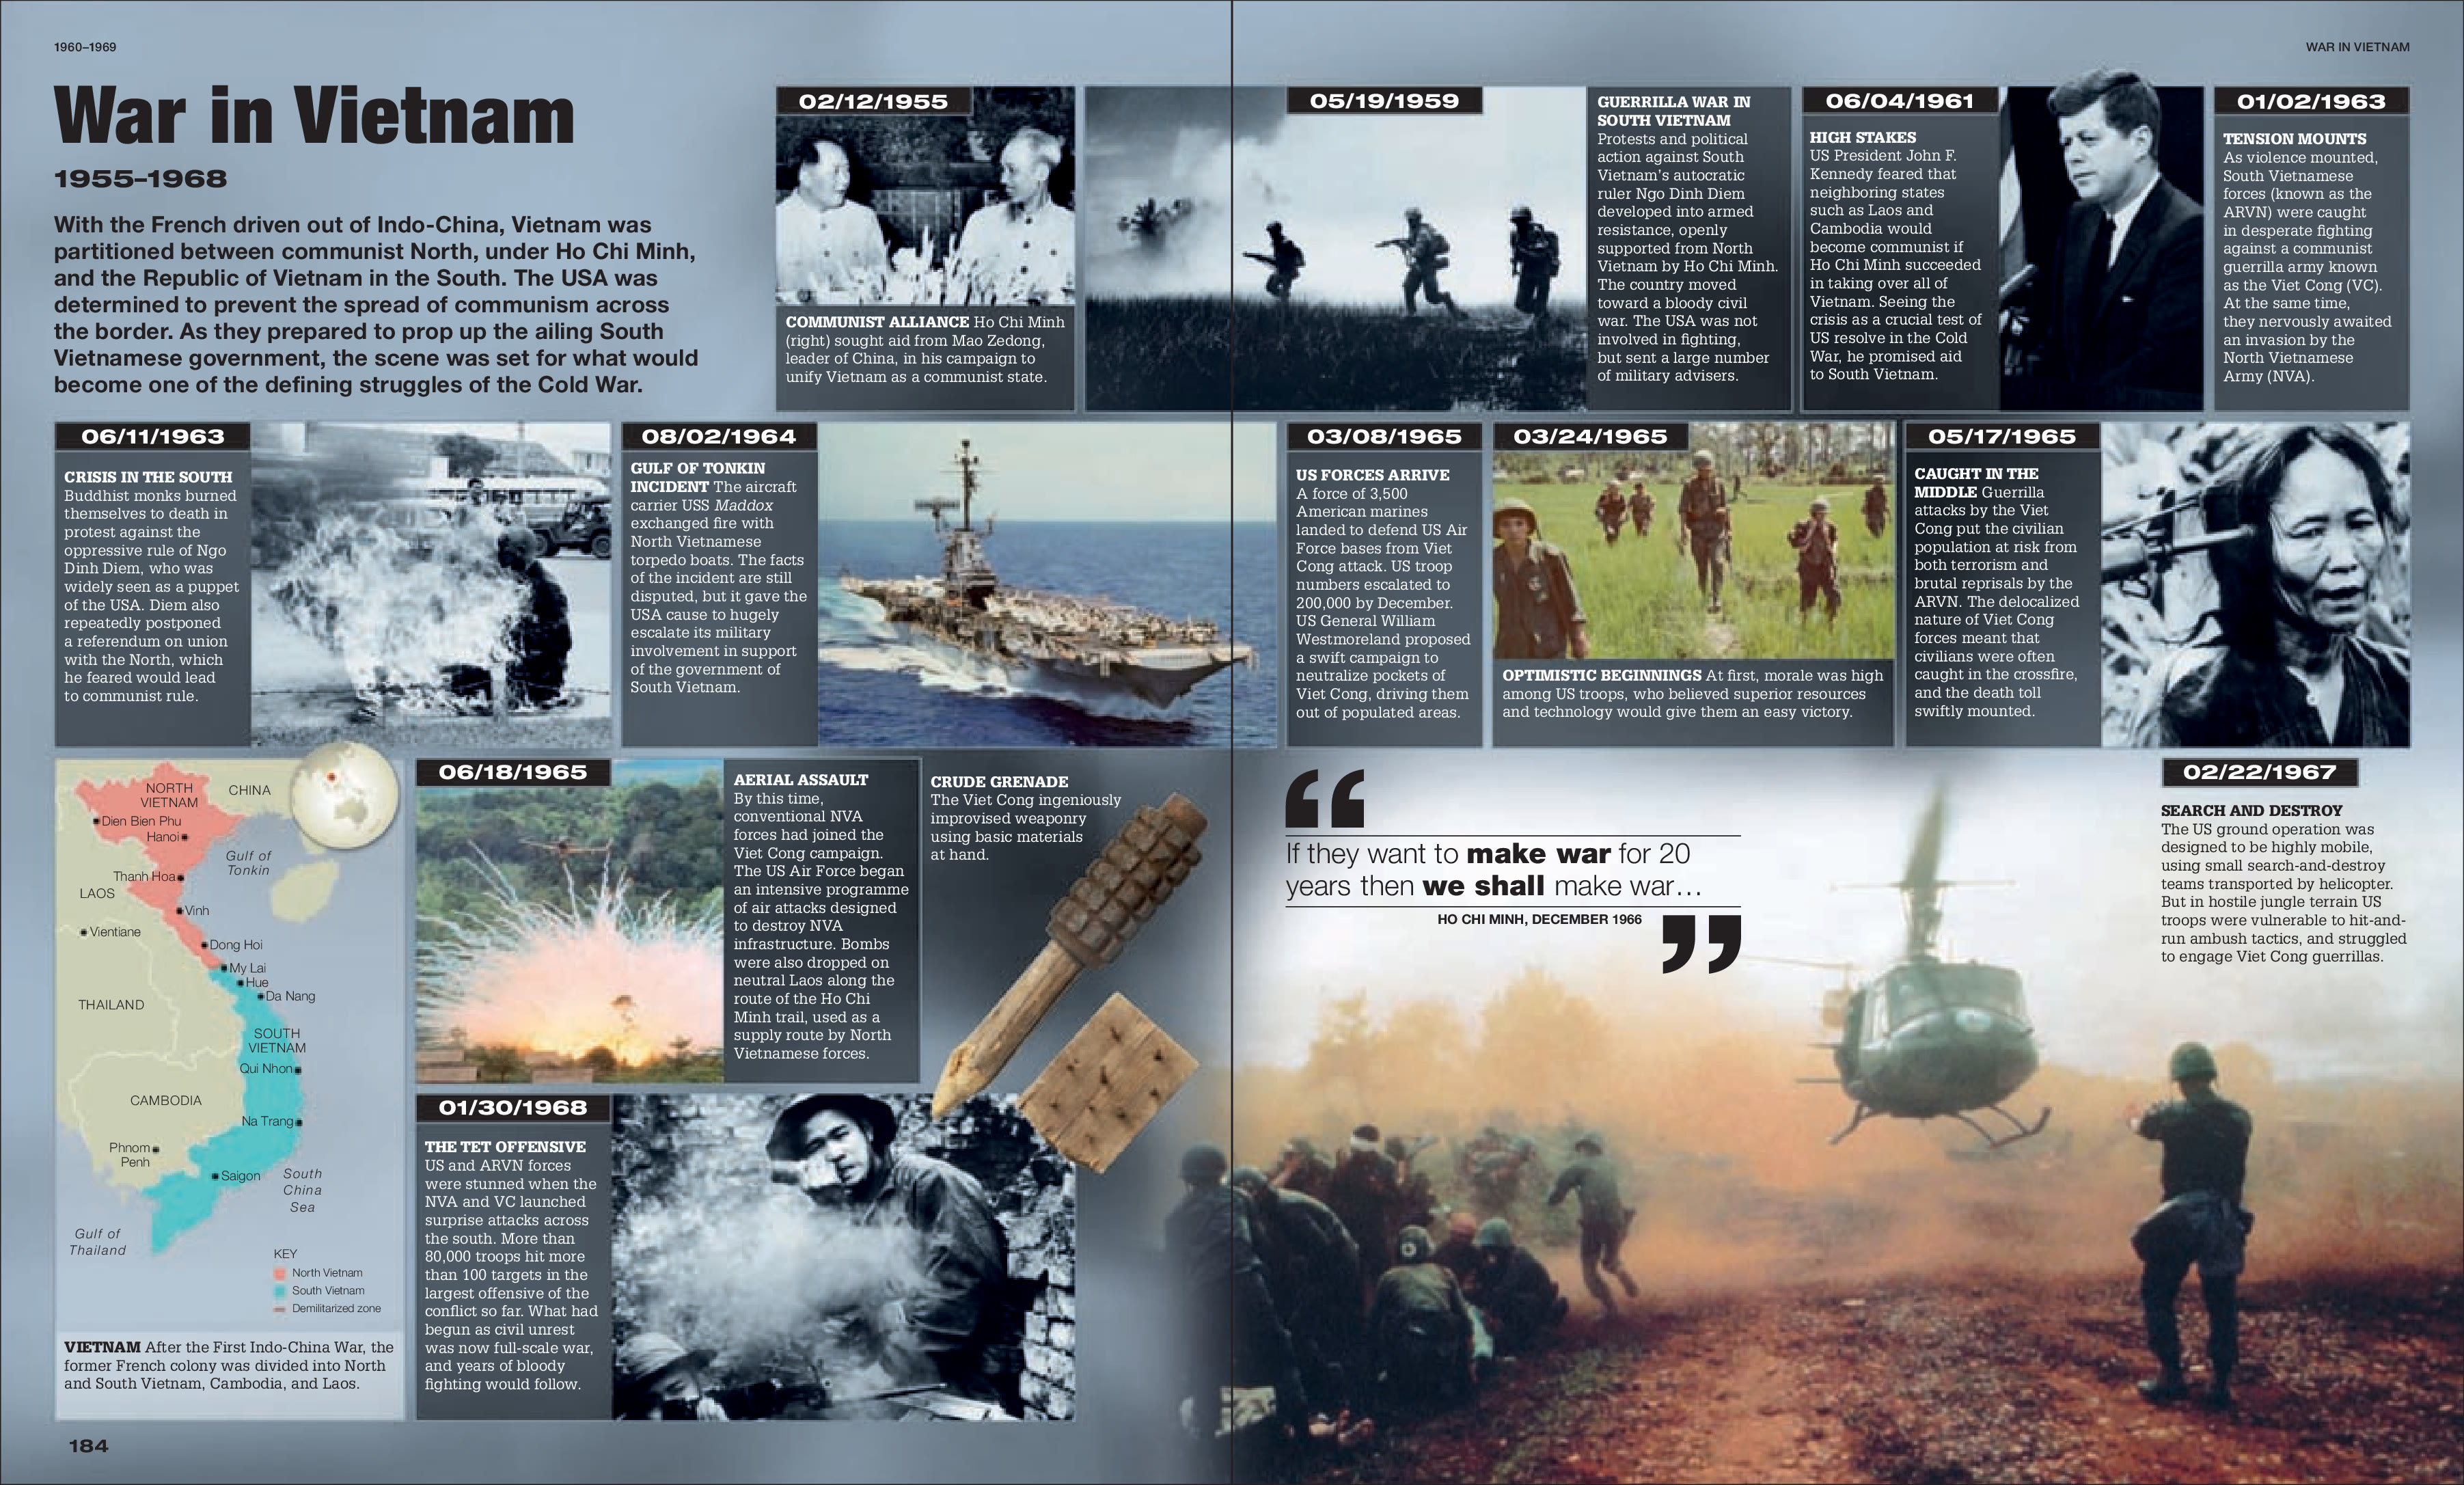 1960–1969
WAR IN VIETNAM
War in Vietnam
1955–1968
With the French driven out of Indo-China, Vietnam was
partitioned between communist North, under Ho Chi Minh,
and the Republic of Vietnam in the South. The USA was
determined to prevent the spread of communism across
the border. As they prepared to prop up the ailing South
Vietnamese government, the scene was set for what would
become one of the defining struggles of the Cold War.
02/12/1955
COMMUNIST ALLIANCE Ho Chi Minh
(right) sought aid from Mao Zedong,
leader of China, in his campaign to
unify Vietnam as a communist state.
05/19/1959
GUERRILLA WAR IN
SOUTH VIETNAM
Protests and political
action against South
Vietnam's autocratic
ruler Ngo Dinh Diem
developed into armed
resistance, openly
supported from North
Vietnam by Ho Chi Minh.
The country moved
toward a bloody civil
war. The USA was not
involved in fighting,
but sent a large number
of military advisers.
06/04/1961
HIGH STAKES
US President John F.
Kennedy feared that
neighboring states
such as Laos and
Cambodia would
become communist if
Ho Chi Minh succeeded
in taking over all of
Vietnam. Seeing the
crisis as a crucial test of
US resolve in the Cold
War, he promised aid
to South Vietnam.
01/02/1963
TENSION MOUNTS
As violence mounted,
South Vietnamese
forces (known as the
ARVN) were caught
in desperate fighting
against a communist
guerrilla army known
as the Viet Cong (VC).
At the same time,
they nervously awaited
an invasion by the
North Vietnamese
Army (NVA).
06/11/1963
CRISIS IN THE SOUTH
Buddhist monks burned
themselves to death in
protest against the
oppressive rule of Ngo
Dinh Diem, who was
widely seen as a puppet
of the USA. Diem also
repeatedly postponed
a referendum on union
with the North, which
he feared would lead
to communist rule.
08/02/1964
GULF OF TONKIN
INCIDENT The aircraft
carrier USS Maddox
exchanged fire with
North Vietnamese
torpedo boats. The facts
of the incident are still
disputed, but it gave the
USA cause to hugely
escalate its military
involvement in support
of the government of
South Vietnam.
03/08/1965
US FORCES ARRIVE
A force of 3,500
American marines
landed to defend US Air
Force bases from Viet
Cong attack. US troop
numbers escalated to
200,000 by December.
US General William
Westmoreland proposed
a swift campaign to
neutralize pockets of
Viet Cong, driving them
out of populated areas.
03/24/1965
OPTIMISTIC BEGINNINGS At first, morale was high
among US troops, who believed superior resources
and technology would give them an easy victory.
05/17/1965
CAUGHT IN THE
MIDDLE Guerrilla
attacks by the Viet
Cong put the civilian
population at risk from
both terrorism and
brutal reprisals by the
ARVN. The delocalized
nature of Viet Cong
forces meant that
civilians were often
caught in the crossfire,
and the death toll
swiftly mounted.
NORTH
VIETNAM
CHINA
Dien Bien Phu
Hanoi
Gulf of
Tonkin
Thanh Hoa
LAOS
Vinh
Vientiane
Dong Hoi
My Lai
Hue
Da Nang
THAILAND
SOUTH
VIETNAM
Qui Nhon
CAMBODIA
Na Trang
Phnom
Penh
Saigon
South
China
Sea
Gulf of
Thailand
KEY
North Vietnam
South Vietnam
Demilitarized zone
VIETNAM After the First Indo-China War, the
former French colony was divided into North
and South Vietnam, Cambodia, and Laos.
06/18/1965
AERIAL ASSAULT
By this time,
conventional NVA
forces had joined the
Viet Cong campaign.
The US Air Force began
an intensive programme
of air attacks designed
to destroy NVA
infrastructure. Bombs
were also dropped on
neutral Laos along the
route of the Ho Chi
Minh trail, used as a
supply route by North
Vietnamese forces.
CRUDE GRENADE
The Viet Cong ingeniously
improvised weaponry
using basic materials
at hand.
01/30/1968
THE TET OFFENSIVE
US and ARVN forces
were stunned when the
NVA and VC launched
surprise attacks across
the south. More than
80,000 troops hit more
than 100 targets in the
largest offensive of the
conflict so far. What had
begun as civil unrest
was now full-scale war,
and years of bloody
fighting would follow.
“
If they want to make war for 20
years then we shall make war…
HO CHI MINH, DECEMBER 1966
”
02/22/1967
SEARCH AND DESTROY
The US ground operation was
designed to be highly mobile,
using small search-and-destroy
teams transported by helicopter.
But in hostile jungle terrain US
troops were vulnerable to hit-and-
run ambush tactics, and struggled
to engage Viet Cong guerrillas.
184